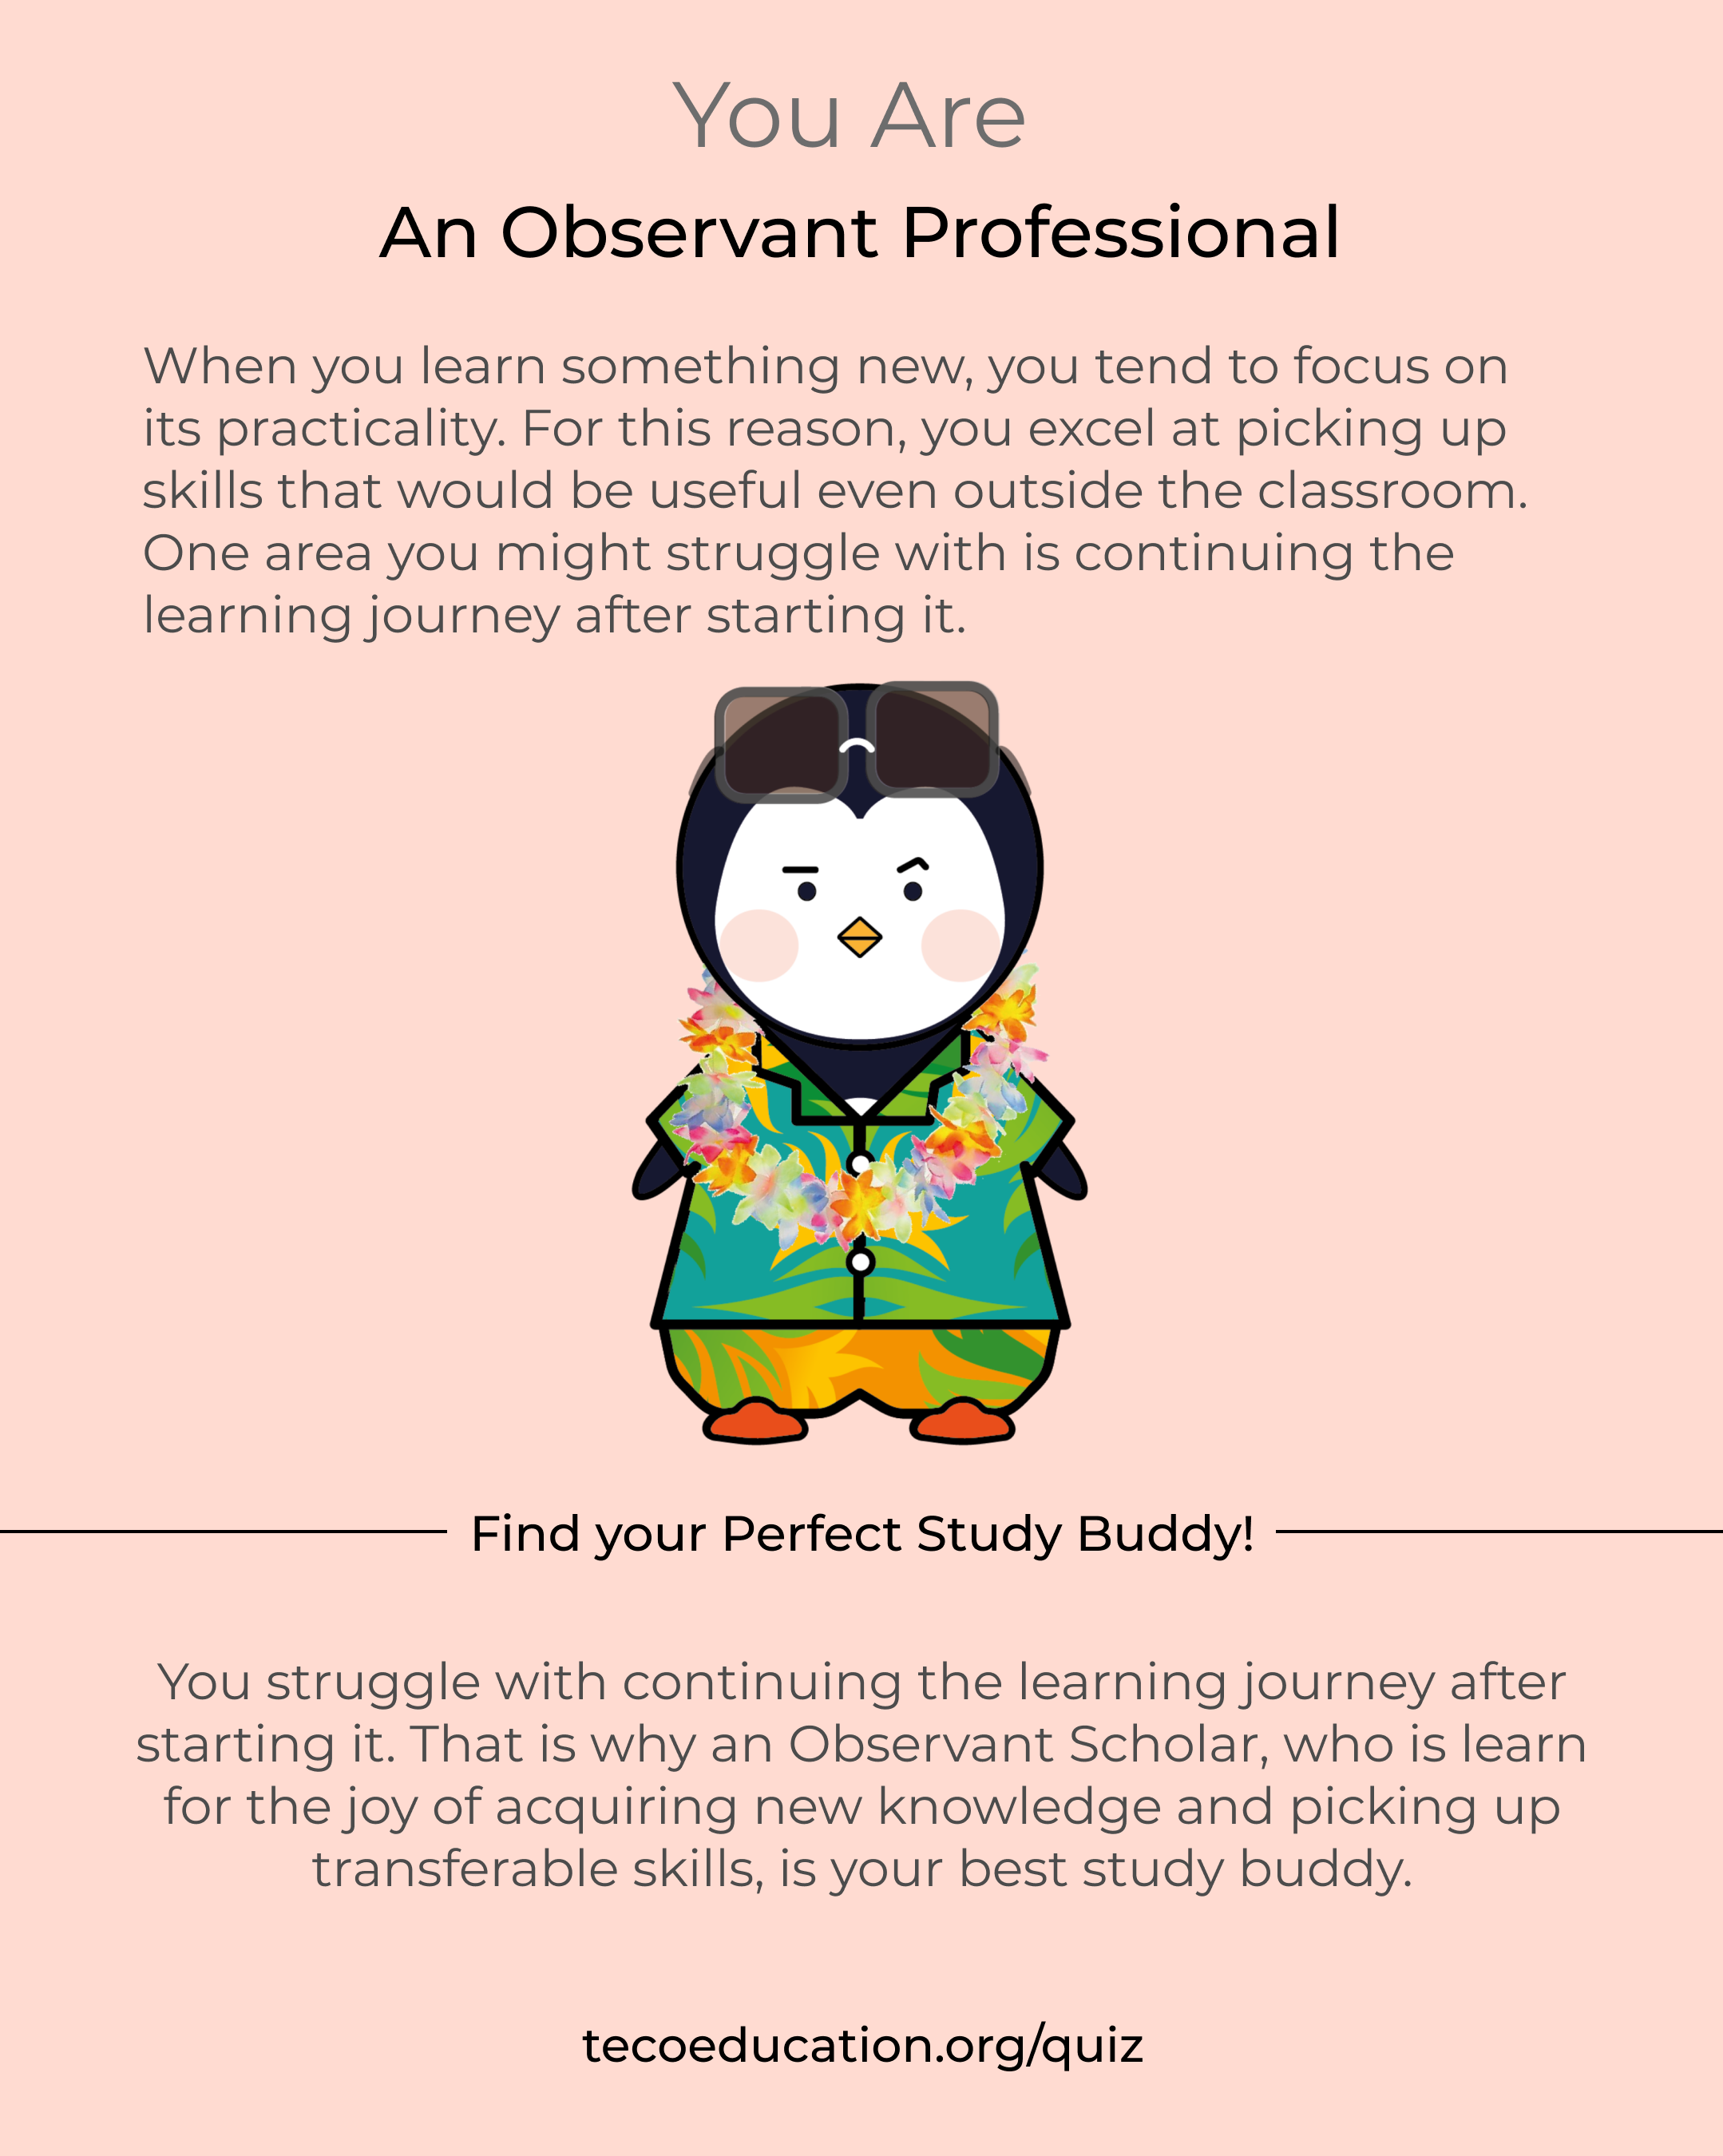 You Are
An Observant Professional
When you learn something new, you tend to focus on
its practicality. For this reason, you excel at picking up
skills that would be useful even outside the classroom.
One area you might struggle with is continuing the
learning journey after starting it.
Find your Perfect Study Buddy!
You struggle with continuing the learning journey after
starting it. That is why an Observant Scholar, who is learn
for the joy of acquiring new knowledge and picking up
transferable skills, is your best study buddy.
tecoeducation.org/quiz